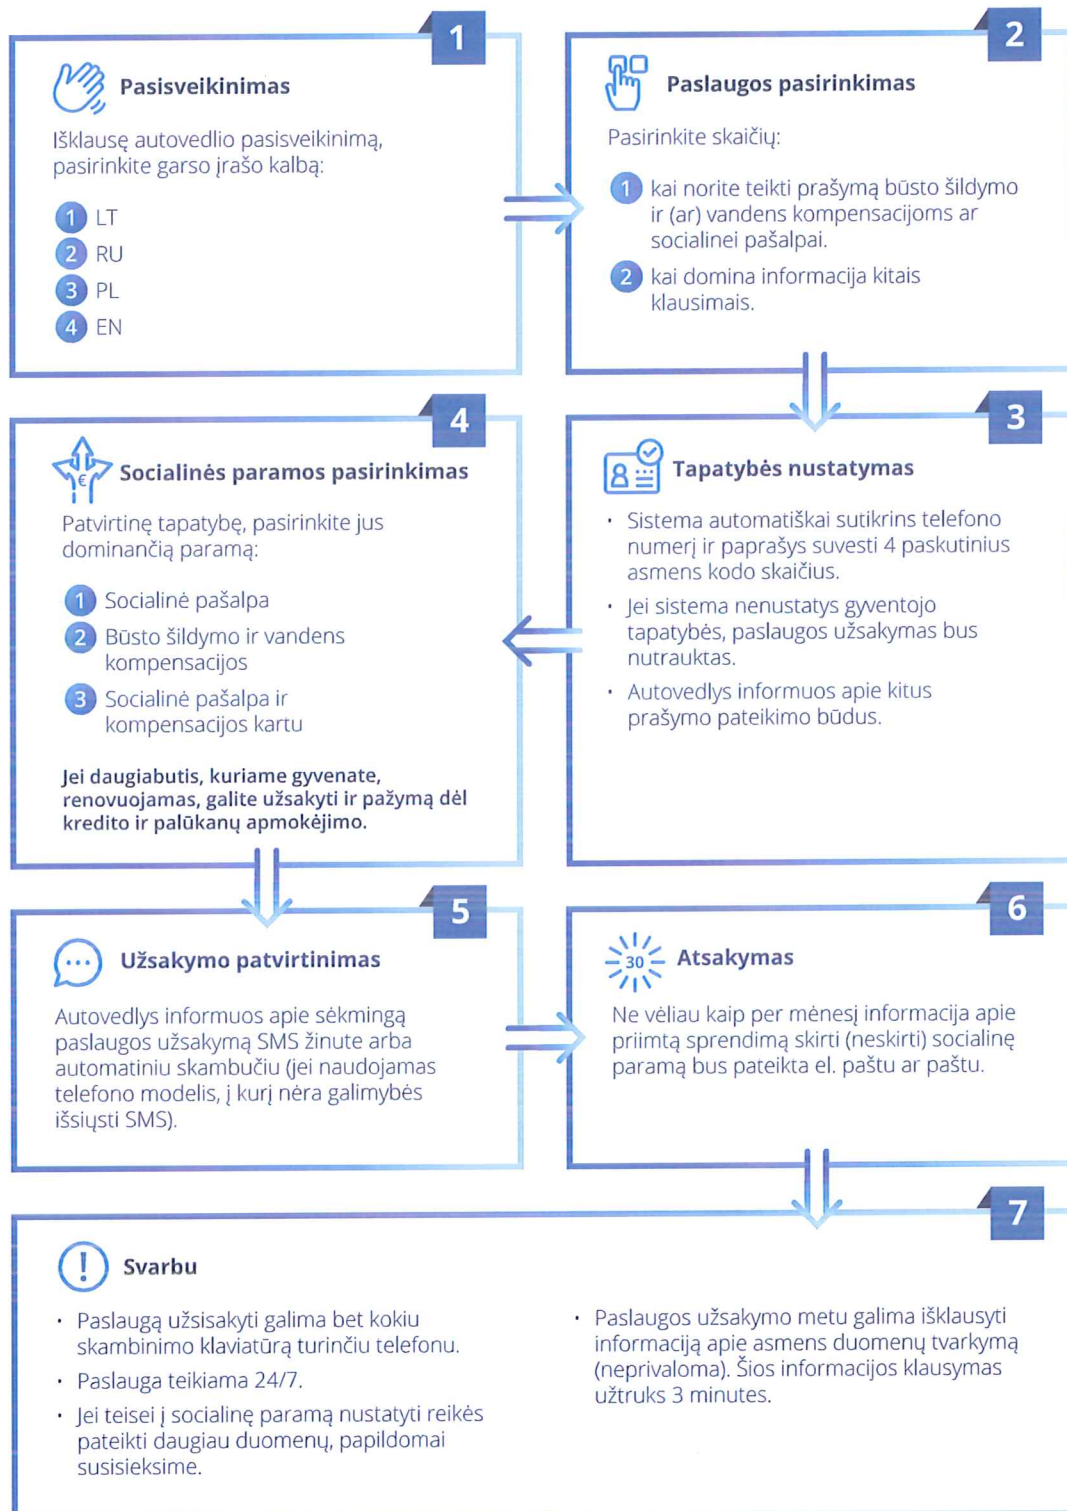 1
Pasisveikinimas
Išklausę autovedlio pasisveikinimą,
pasirinkite garso įrašo kalbą:
1 LT
2 RU
3 PL
4 EN
2
Paslaugos pasirinkimas
Pasirinkite skaičių:
1 kai norite teikti prašymą būsto šildymo
ir (ar) vandens kompensacijoms ar
socialinei pašalpai.
2 kai domina informacija kitais
klausimais.
3
Tapatybės nustatymas
· Sistema automatiškai sutikrins telefono
numerį ir paprašys suvesti 4 paskutinius
asmens kodo skaičius.
· Jei sistema nenustatys gyventojo
tapatybės, paslaugos užsakymas bus
nutrauktas.
· Autovedlys informuos apie kitus
prašymo pateikimo būdus.
4
€
Socialinės paramos pasirinkimas
Patvirtinę tapatybę, pasirinkite jus
dominančią paramą:
1 Socialinė pašalpa
2 Būsto šildymo ir vandens
kompensacijos
3 Socialinė pašalpa ir
kompensacijos kartu
Jei daugiabutis, kuriame gyvenate,
renovuojamas, galite užsakyti ir pažymą dėl
kredito ir palūkanų apmokėjimo.
5
Užsakymo patvirtinimas
Autovedlys informuos apie sėkmingą
paslaugos užsakymą SMS žinute arba
automatiniu skambučiu (jei naudojamas
telefono modelis, į kurį nėra galimybės
išsiųsti SMS).
6
30
Atsakymas
Ne vėliau kaip per mėnesį informacija apie
priimtą sprendimą skirti (neskirti) socialinę
paramą bus pateikta el. paštu ar paštu.
7
!
Svarbu
· Paslaugą užsisakyti galima bet kokiu
skambinimo klaviatūrą turinčiu telefonu.
· Paslauga teikiama 24/7.
· Jei teisei į socialinę paramą nustatyti reikės
pateikti daugiau duomenų, papildomai
susisieksime.
· Paslaugos užsakymo metu galima išklausyti
informaciją apie asmens duomenų tvarkymą
(neprivaloma). Šios informacijos klausymas
užtruks 3 minutes.